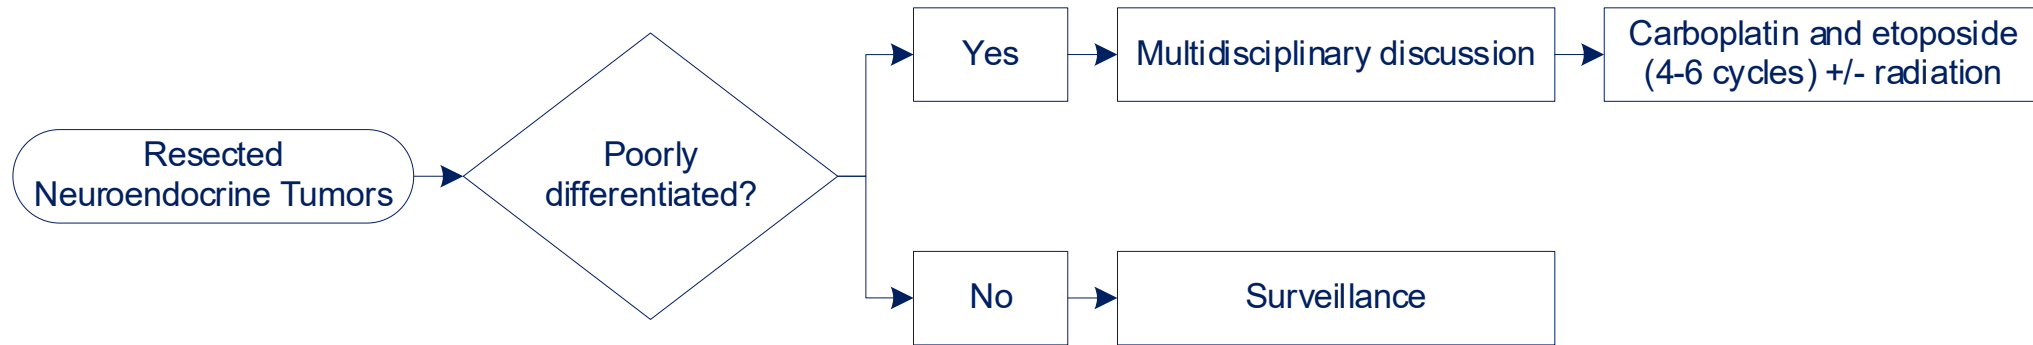 Resected
Neuroendocrine Tumors
Poorly
differentiated?
Yes
Multidisciplinary discussion
Carboplatin and etoposide
(4-6 cycles) +/- radiation
No
Surveillance